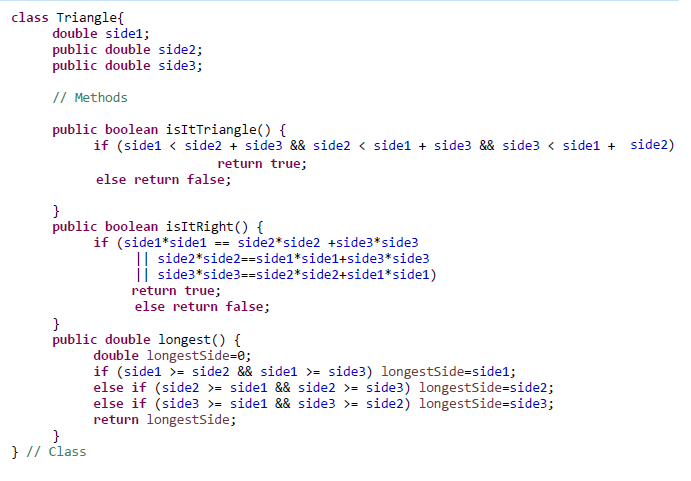 class Triangle{
double side1;
public double side2;
public double side3;
// Methods
public boolean isItTriangle() {
if (side1 < side2 + side3 && side2 < side1 + side3 && side3 < side1 + side2)
return true;
else return false;
}
public boolean isItRight() {
if (side1*side1 == side2*side2 +side3*side3
|| side2*side2==side1*side1+side3*side3
|| side3*side3==side2*side2+side1*side1)
return true;
else return false;
}
public double longest() {
double longestSide=0;
if (side1 >= side2 && side1 >= side3) longestSide=side1;
else if (side2 >= side1 && side2 >= side3) longestSide=side2;
else if (side3 >= side1 && side3 >= side2) longestSide=side3;
return longestSide;
}
} // Class